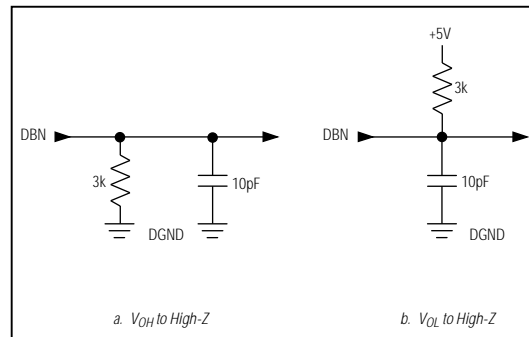 +5V
3k
DBN
DBN
3k
10pF
10pF
DGND
DGND
a. VOH to High-Z
b. VOL to High-Z